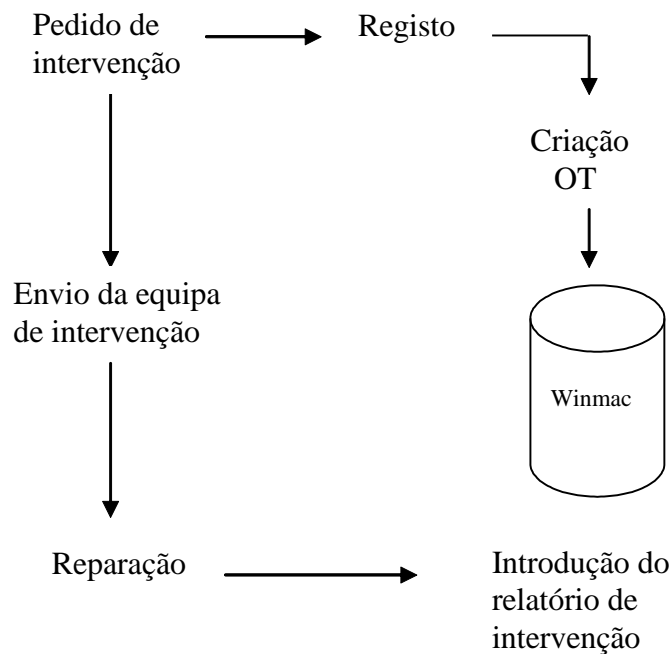 Pedido de
intervenção
Registo
Criação
OT
Envio da equipa
de intervenção
Winmac
Reparação
Introdução do
relatório de
intervenção